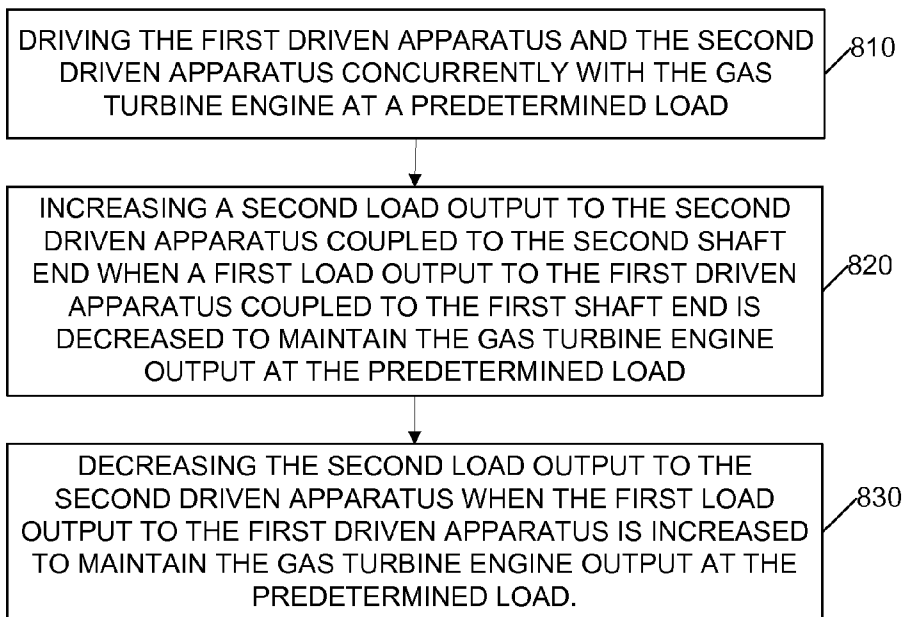 DRIVING THE FIRST DRIVEN APPARATUS AND THE SECOND
DRIVEN APPARATUS CONCURRENTLY WITH THE GAS
TURBINE ENGINE AT A PREDETERMINED LOAD
810
INCREASING A SECOND LOAD OUTPUT TO THE SECOND
DRIVEN APPARATUS COUPLED TO THE SECOND SHAFT
END WHEN A FIRST LOAD OUTPUT TO THE FIRST DRIVEN
APPARATUS COUPLED TO THE FIRST SHAFT END IS
DECREASED TO MAINTAIN THE GAS TURBINE ENGINE
OUTPUT AT THE PREDETERMINED LOAD
820
DECREASING THE SECOND LOAD OUTPUT TO THE
SECOND DRIVEN APPARATUS WHEN THE FIRST LOAD
OUTPUT TO THE FIRST DRIVEN APPARATUS IS INCREASED
TO MAINTAIN THE GAS TURBINE ENGINE OUTPUT AT THE
PREDETERMINED LOAD.
830